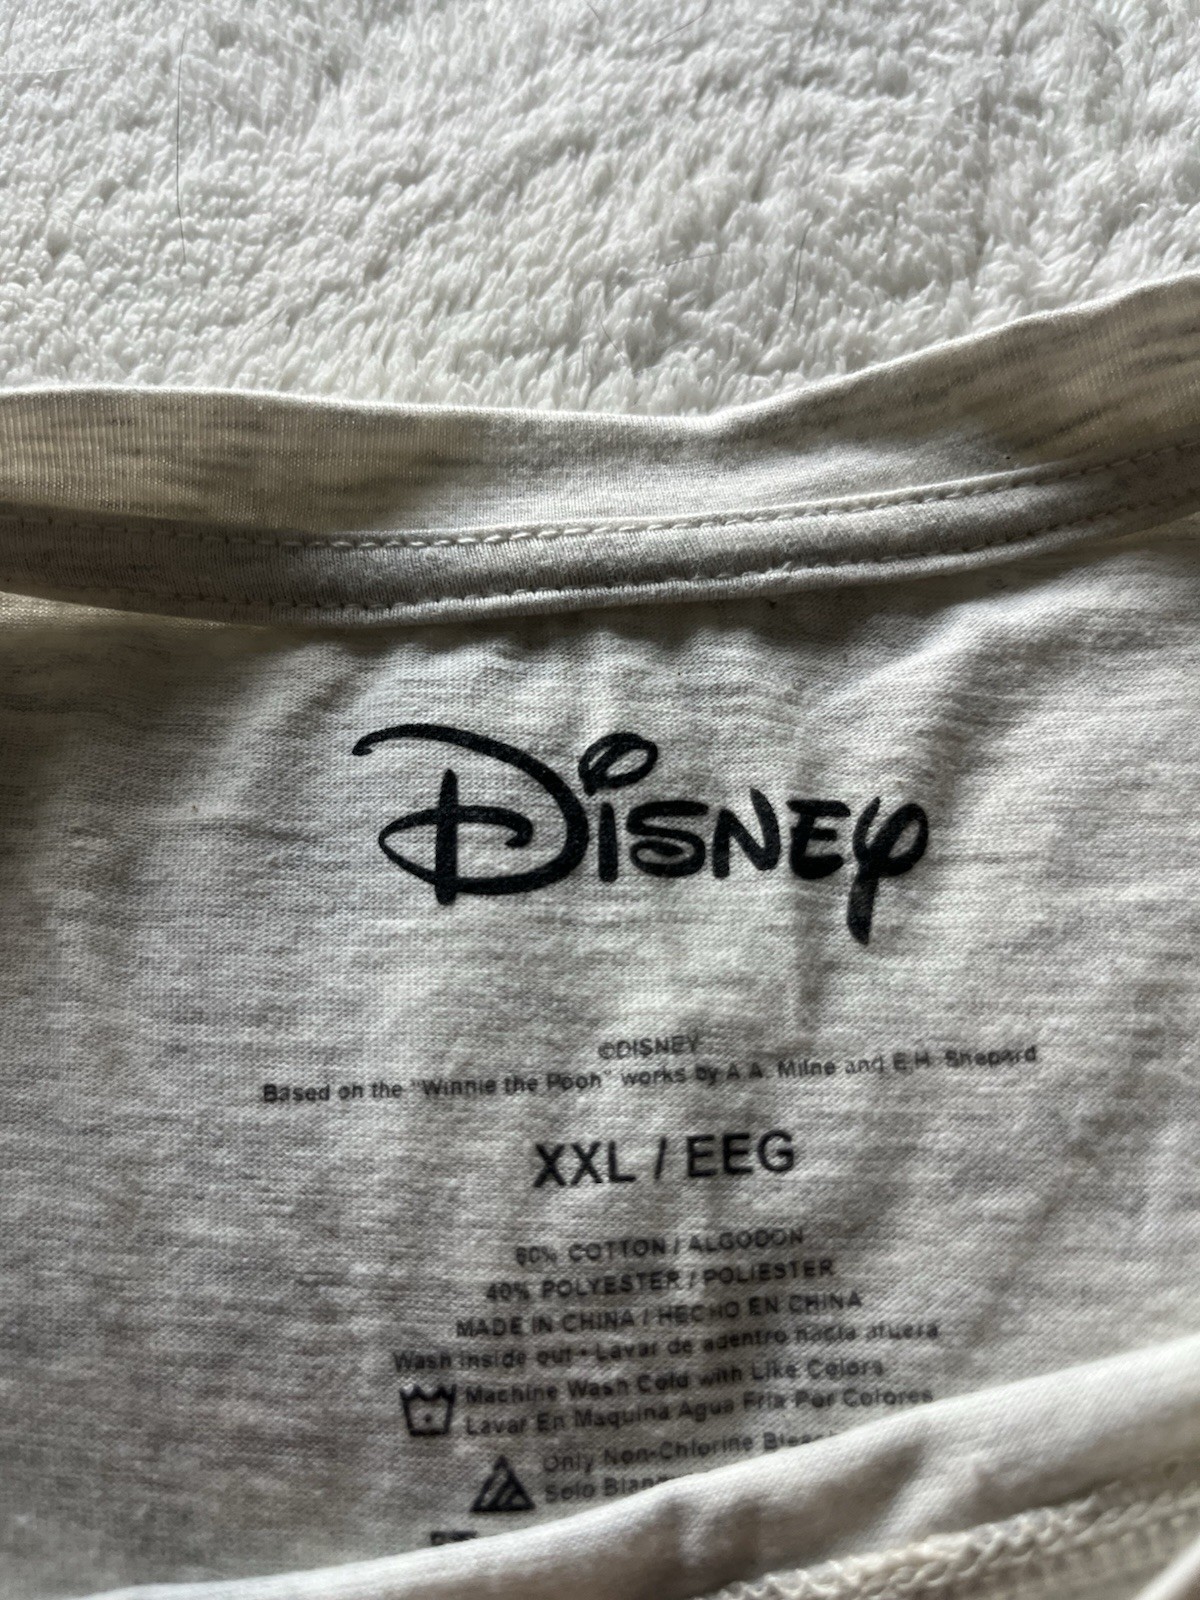 Disney
©DISNEY
Based on the "Winnie the Pooh" works by A.A. Milne and E.H. Shepard
XXL / EEG
60% COTTON / ALGODON
40% POLYESTER / POLIESTER
MADE IN CHINA / HECHO EN CHINA
Wash inside out • Lavar de adentro hacia afuera
Machine Wash Cold with Like Colors
Lavar En Maquina Agua Fria Por Colores
Only Non-Chlorine
Solo